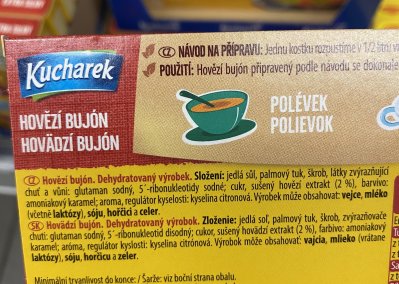 Kucharek
HOVĚZÍ BUJÓN
HOVÄDZÍ BUJÓN
CZ NÁVOD NA PŘÍPRAVU: Jednu kostku rozpustíme v 1/2 litru
POUŽITÍ: Hovězí bujón připravený podle návodu se dokonale
POLÉVEK
POLIEVOK
CZ Hovězí bujón. Dehydratovaný výrobek. Složení: jedlá sůl, palmový tuk, škrob, látky zvýrazňující
chuť a vůni: glutaman sodný, 5´-ribonukleotidy sodné; cukr, sušený hovězí extrakt (2 %), barvivo:
amoniakový karamel; aroma, regulátor kyselosti: kyselina citronová. Výrobek může obsahovat: vejce, mléko
(včetně laktózy), sóju, hořčici a celer.
SK Hovädzí bujón. Dehydratovaný výrobok. Zloženie: jedlá soľ, palmový tuk, škrob, zvýrazňovače
chuti: glutaman sodný, 5´-ribonukleotid disodný; cukor, sušený hovädzí extrakt (2 %), farbivo: amoniakový
karamel; aróma, regulátor kyslosti: kyselina citrónová. Výrobok môže obsahovať: vajcia, mlieko (vrátane
laktózy), sóju, horčicu a zeler.
Minimální trvanlivost do konce: / Šarže: viz boční strana obalu.